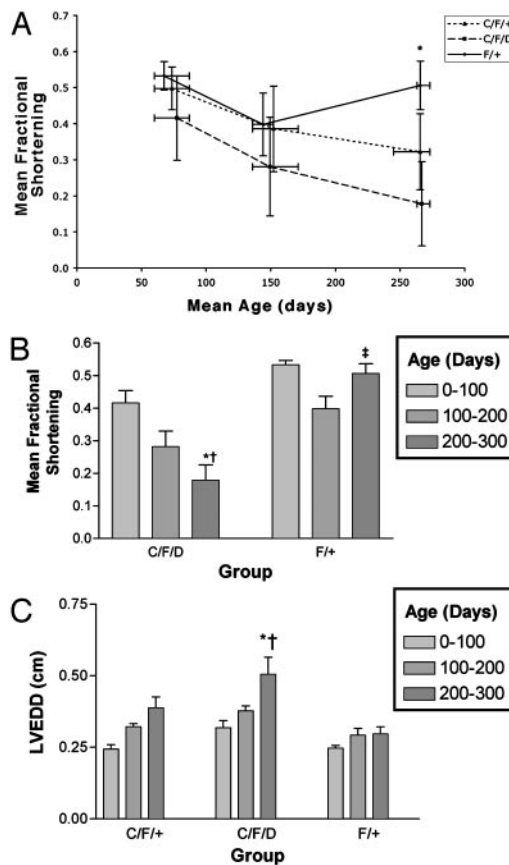 A
C/F/+
C/F/D
F/+
*
Mean Fractional
Shorterning
0.7
0.6
0.5
0.4
0.3
0.2
0.1
0.0
0 50 100 150 200 250 300
Mean Age (days)
B
Mean Fractional
Shortening
0.6
0.5
0.4
0.3
0.2
0.1
0.0
*†
‡
C/F/D F/+
Group
Age (Days)
0-100
100-200
200-300
C
LVEDD (cm)
0.75
0.50
0.25
0.00
*†
C/F/+ C/F/D F/+
Group
Age (Days)
0-100
100-200
200-300